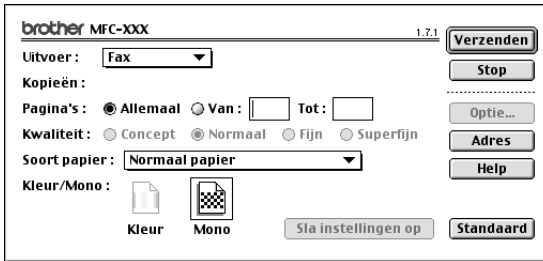 brother MFC-XXX 1.7.1
Verzenden
Uitvoer : Fax
Stop
Kopieën :
Pagina's : Allemaal Van : Tot :
Optie...
Kwaliteit : Concept Normaal Fijn Superfijn
Adres
Soort papier : Normaal papier
Help
Kleur/Mono :
Kleur Mono
Sla instellingen op
Standaard